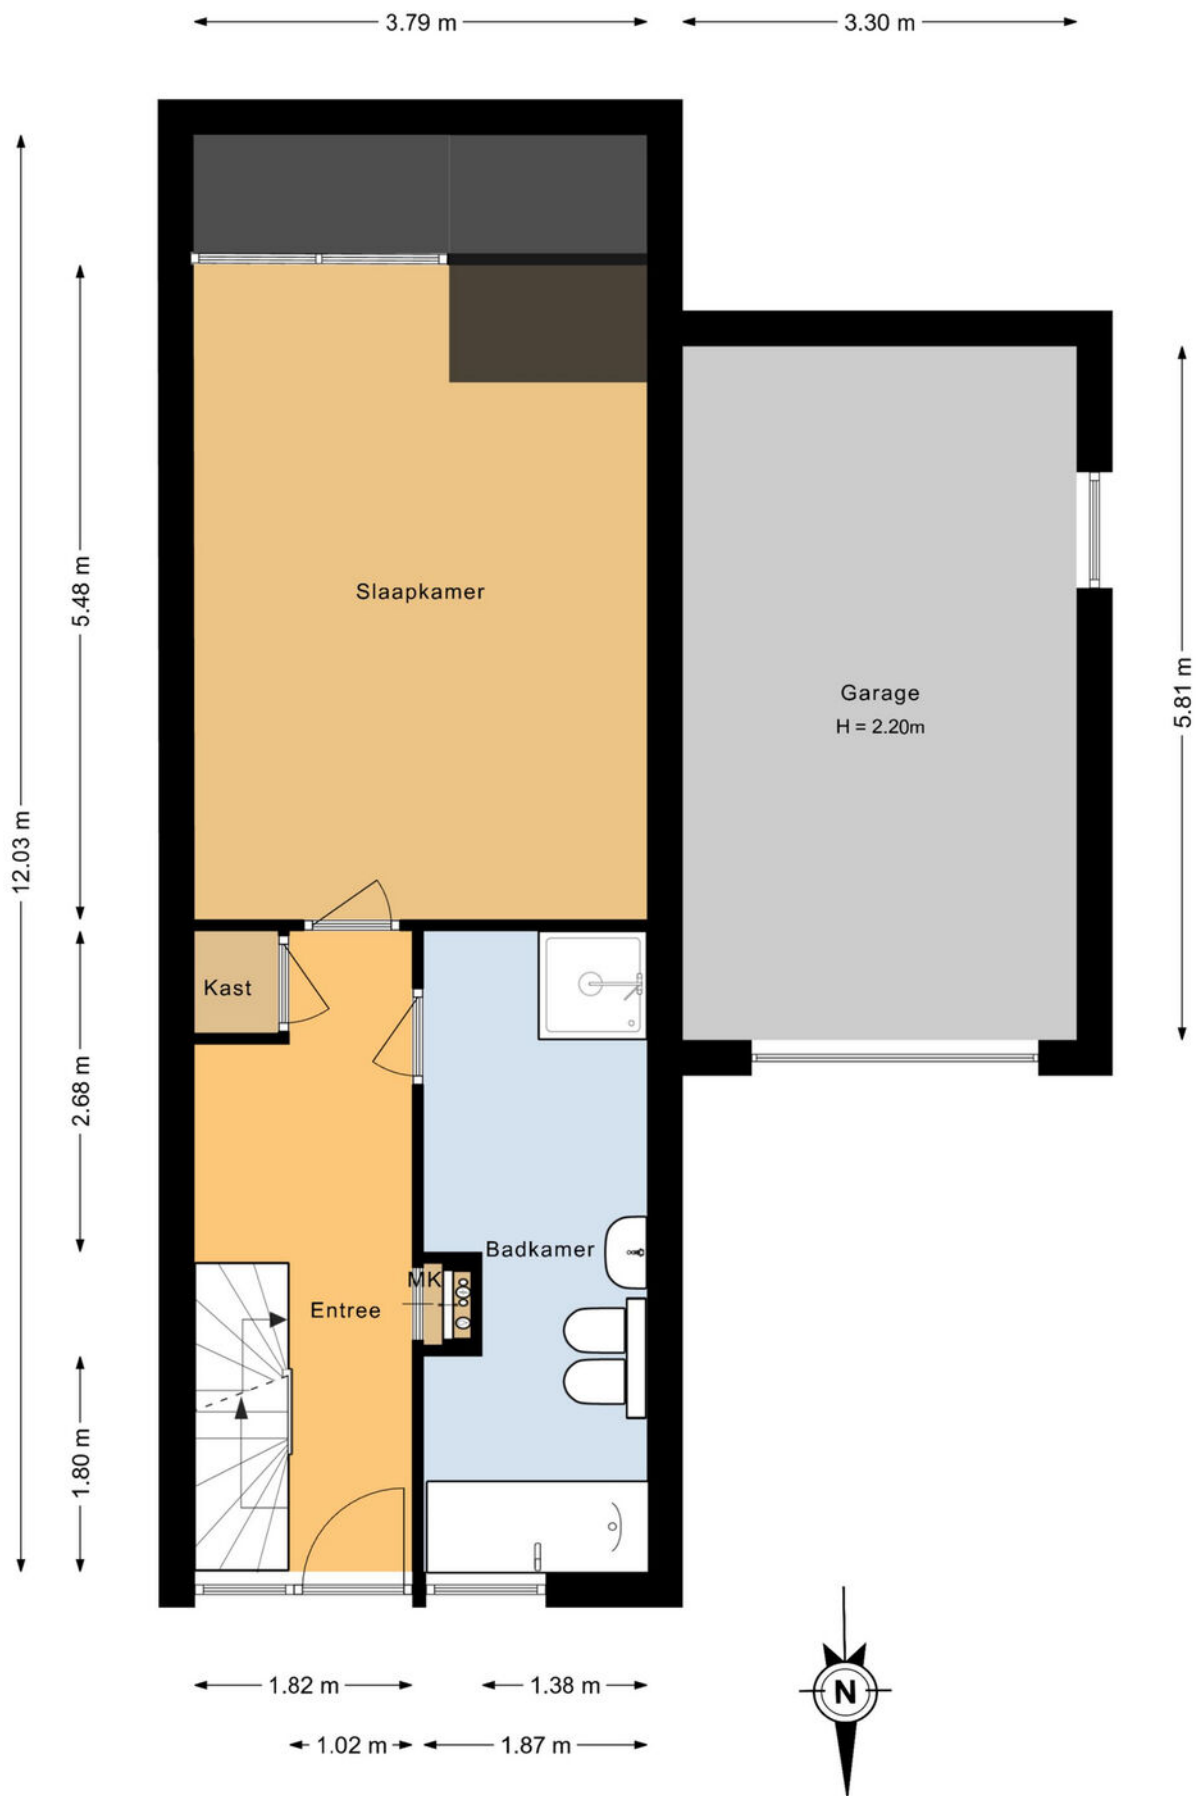 3.79 m
3.30 m
5.48 m
Slaapkamer
5.81 m
Garage
H = 2.20m
12.03 m
Kast
2.68 m
Badkamer
MK
Entree
1.80 m
1.82 m
1.38 m
N
1.02 m
1.87 m